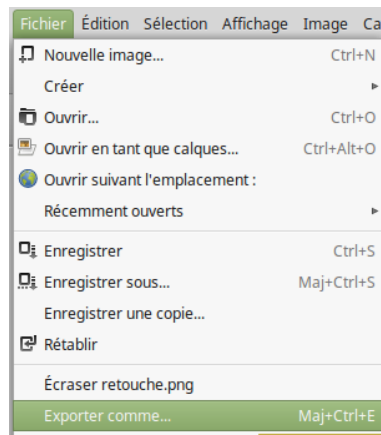 Fichier Édition Sélection Affichage Image Ca
Nouvelle image... Ctrl+N
Créer
Ouvrir... Ctrl+O
Ouvrir en tant que calques... Ctrl+Alt+O
Ouvrir suivant l'emplacement :
Récemment ouverts
Enregistrer Ctrl+S
Enregistrer sous... Maj+Ctrl+S
Enregistrer une copie...
Rétablir
Écraser retouche.png
Exporter comme... Maj+Ctrl+E